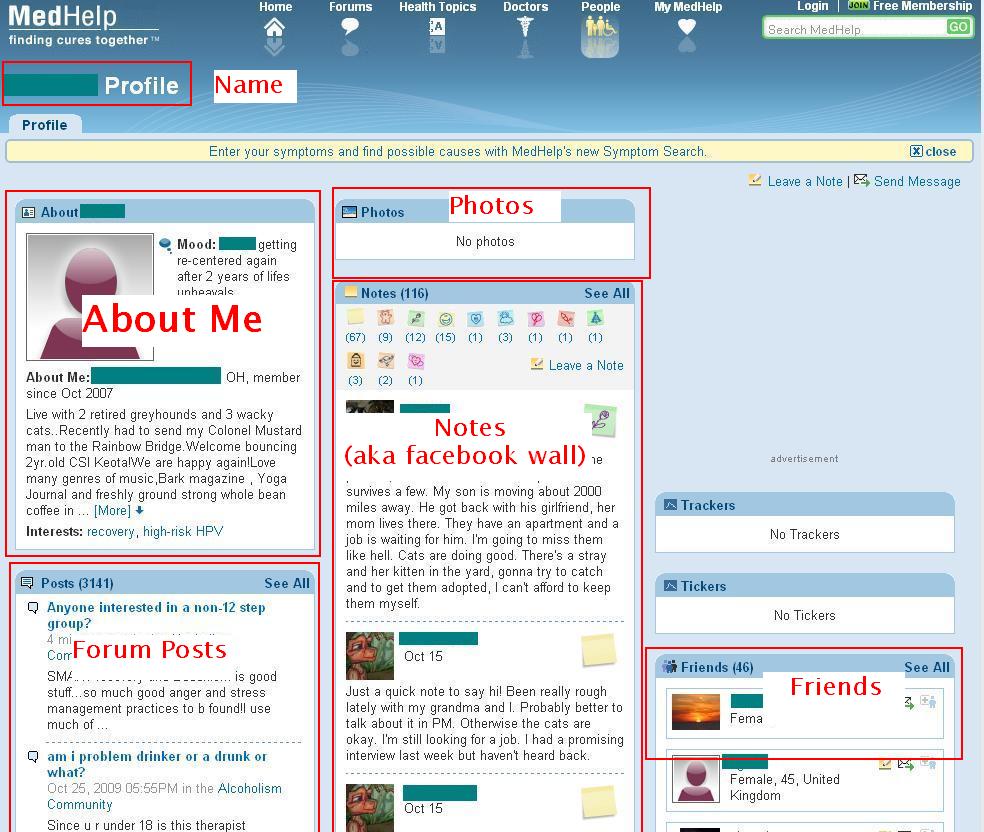 MedHelp
finding cures together™
Home
Forums
Health Topics
Doctors
People
My MedHelp
Login | JOIN Free Membership
A
A
Search MedHelp
GO
Profile
Name
Profile
Enter your symptoms and find possible causes with MedHelp's new Symptom Search.
X close
Leave a Note | Send Message
About
Mood: getting
re-centered again
after 2 years of lifes
upheavals
About Me
About Me: OH, member
since Oct 2007
Live with 2 retired greyhounds and 3 wacky
cats..Recently had to send my Colonel Mustard
man to the Rainbow Bridge.Welcome bouncing
2yr.old CSI Keota!We are happy again!Love
many genres of music,Bark magazine , Yoga
Journal and freshly ground strong whole bean
coffee in ... [More]
Interests: recovery, high-risk HPV
Posts (3141)
See All
Anyone interested in a non-12 step
group?
4
Forum Posts
is good
stuff...so much good anger and stress
management practices to b found!I use
much of ...
am i problem drinker or a drunk or
what?
Oct 25, 2009 05:55PM in the Alcoholism
Community
Since u r under 18 is this therapist
Photos
Photos
No photos
Notes (116)
See All
(67) (9) (12) (15) (1) (3) (1) (1) (1)
(3) (2) (1)
Leave a Note
Notes
(aka facebook wall)
survives a few. My son is moving about 2000
miles away. He got back with his girlfriend, her
mom lives there. They have an apartment and a
job is waiting for him. I'm going to miss them
like hell. Cats are doing good. There's a stray
and her kitten in the yard, gonna try to catch
and to get them adopted, I can't afford to keep
them myself.
Oct 15
Just a quick note to say hi! Been really rough
lately with my grandma and I. Probably better to
talk about it in PM. Otherwise the cats are
okay. I'm still looking for a job. I had a promising
interview last week but haven't heard back.
Oct 15
advertisement
Trackers
No Trackers
Tickers
No Tickers
Friends (46)
See All
Friends
Fema
Female, 45, United
Kingdom